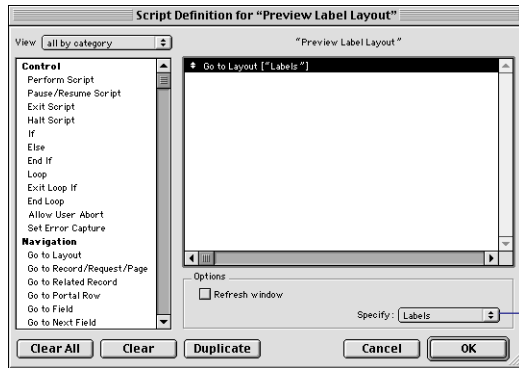 Script Definition for “Preview Label Layout”
View all by category
“Preview Label Layout”
Control
Perform Script
Pause/Resume Script
Exit Script
Halt Script
If
Else
End If
Loop
Exit Loop If
End Loop
Allow User Abort
Set Error Capture
Navigation
Go to Layout
Go to Record/Request/Page
Go to Related Record
Go to Portal Row
Go to Field
Go to Next Field
Go to Layout [“Labels”]
Options
Refresh window
Specify: Labels
Clear All
Clear
Duplicate
Cancel
OK